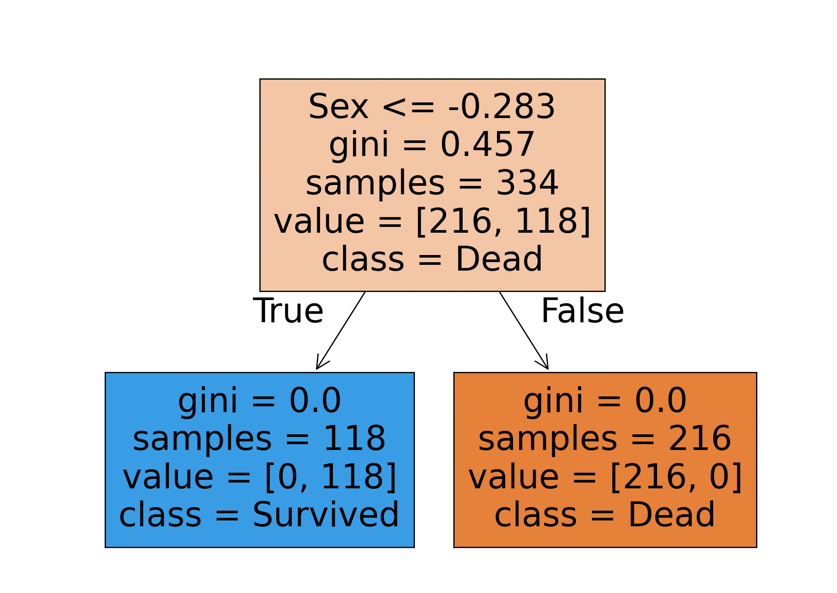 Sex <= -0.283
gini = 0.457
samples = 334
value = [216, 118]
class = Dead
True
False
gini = 0.0
samples = 118
value = [0, 118]
class = Survived
gini = 0.0
samples = 216
value = [216, 0]
class = Dead